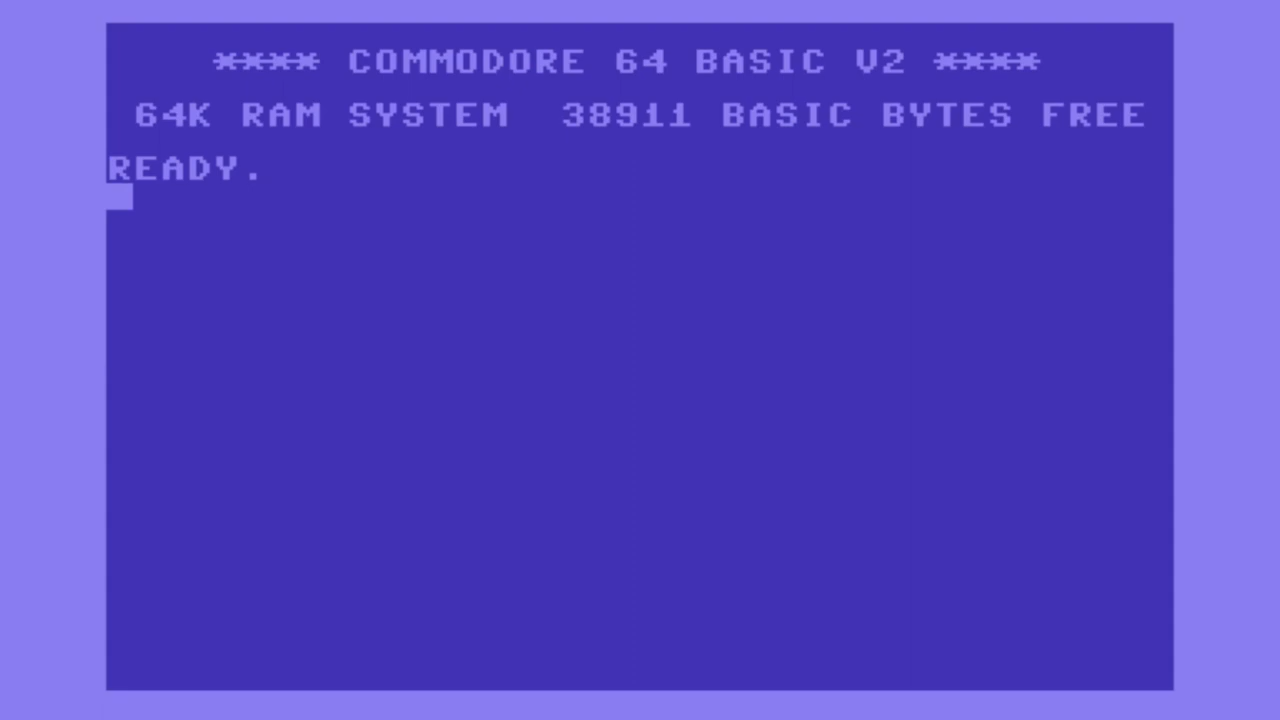 **** COMMODORE 64 BASIC V2 ****
64K RAM SYSTEM  38911 BASIC BYTES FREE
READY.